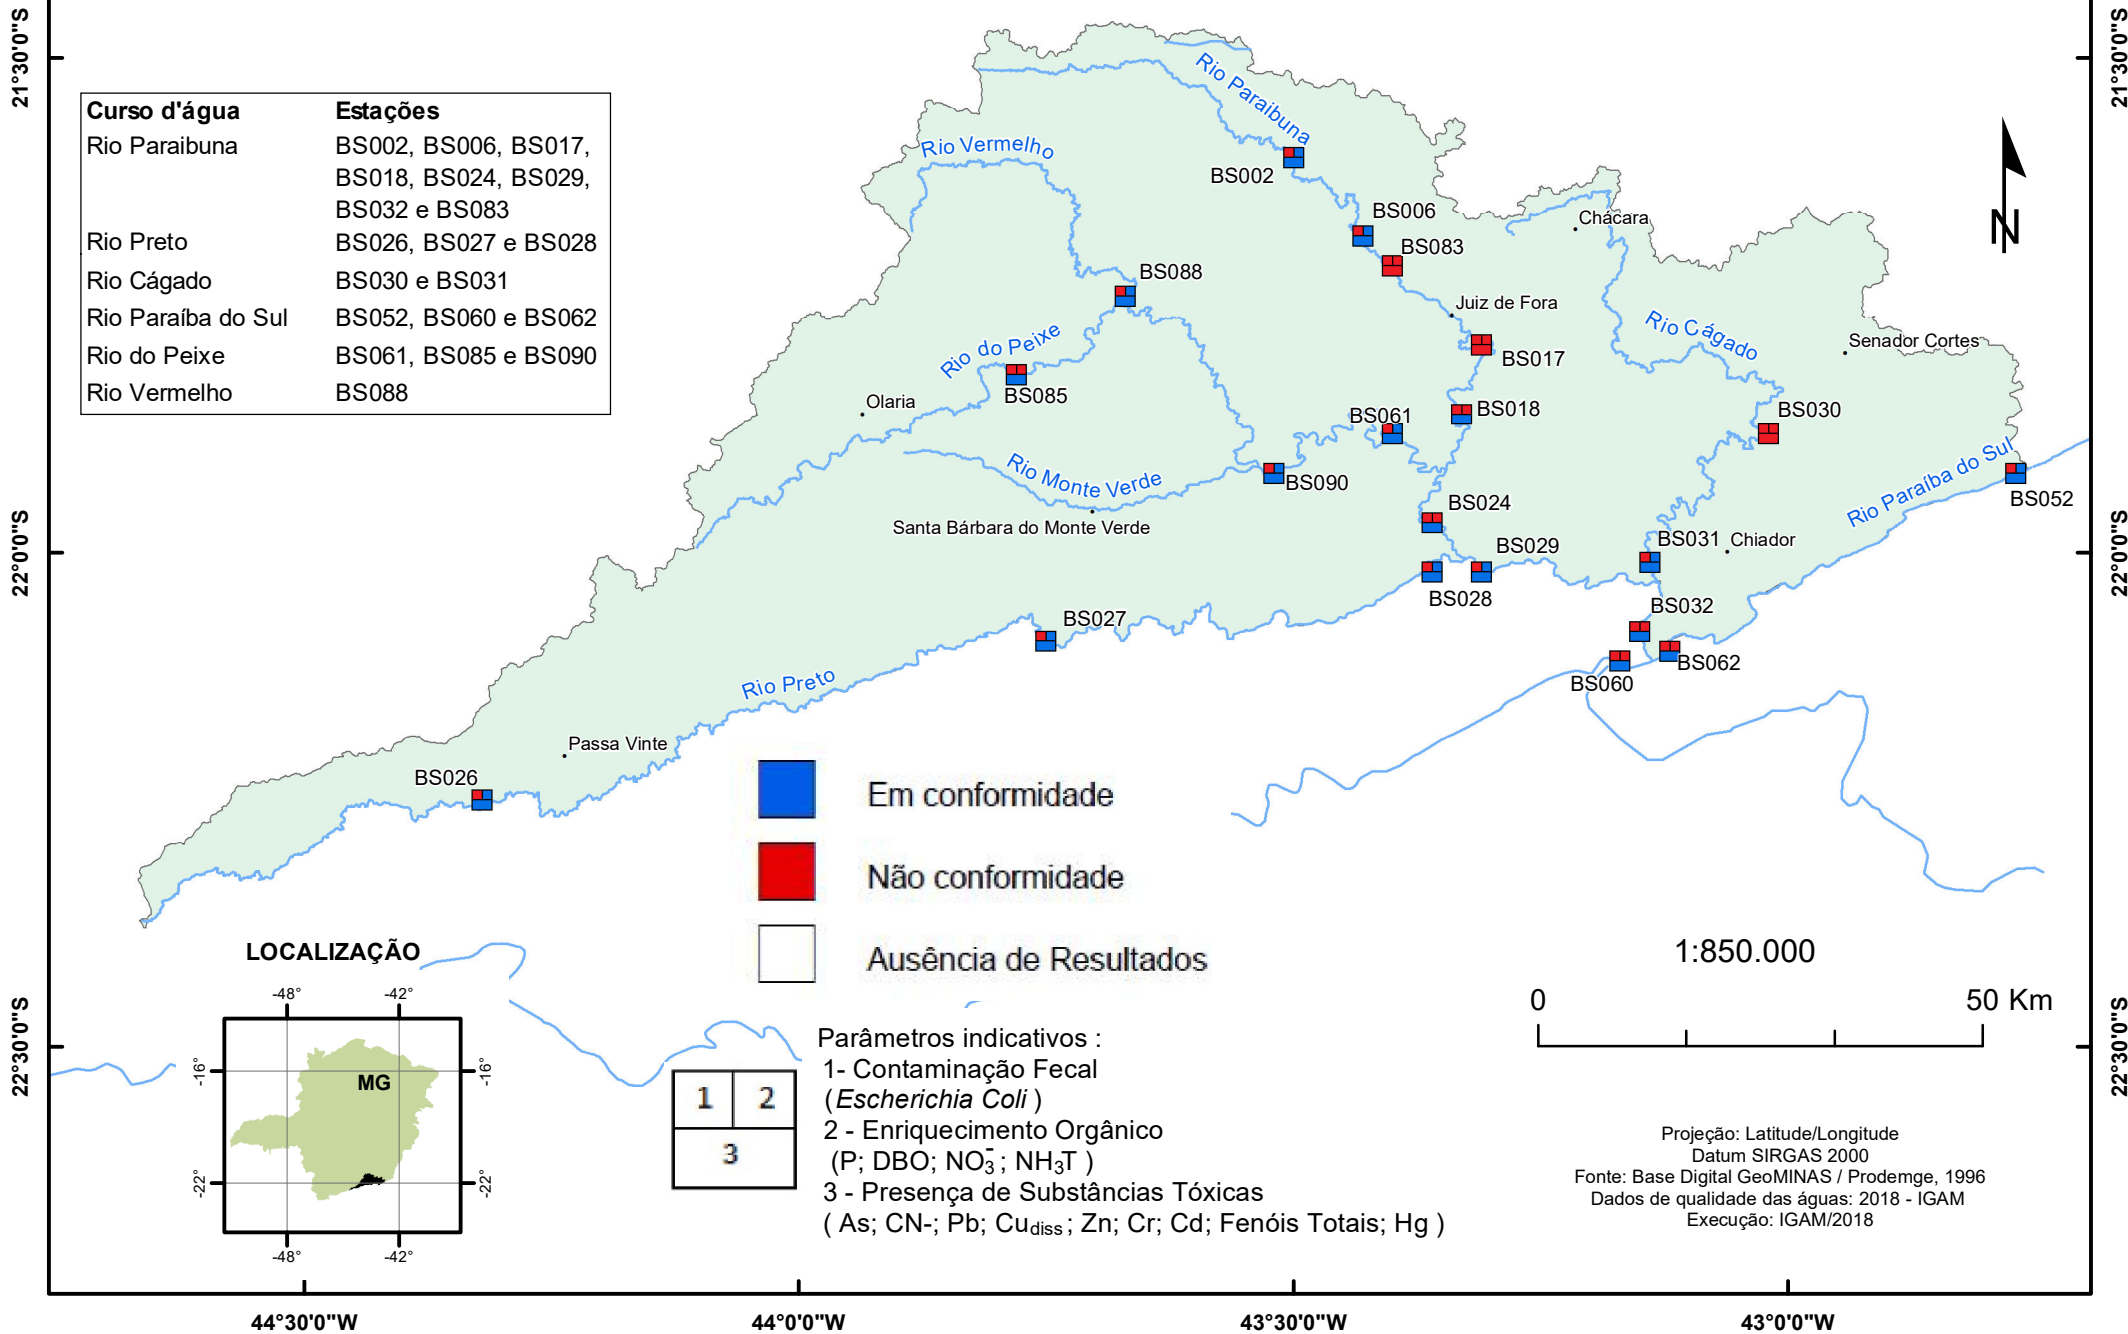 21°30'0"S
21°30'0"S
Curso d'água Estações
Rio Paraibuna BS002, BS006, BS017,
BS018, BS024, BS029,
BS032 e BS083
Rio Preto BS026, BS027 e BS028
Rio Cágado BS030 e BS031
Rio Paraíba do Sul BS052, BS060 e BS062
Rio do Peixe BS061, BS085 e BS090
Rio Vermelho BS088
Rio Paraibuna
Rio Vermelho
BS002
BS006
Chácara
N
BS083
BS088
Juiz de Fora
Rio Cágado
Rio do Peixe
Senador Cortes
BS017
BS085
Olaria
BS061
BS018
BS030
Rio Monte Verde
BS090
Rio Paraíba do Sul
BS052
BS024
Santa Bárbara do Monte Verde
BS029
BS031
Chiador
22°0'0"S
22°0'0"S
BS028
BS032
BS027
BS062
BS060
Rio Preto
Passa Vinte
BS026
Em conformidade
Não conformidade
Ausência de Resultados
LOCALIZAÇÃO
-48° -42°
-16° -16°
MG
-22° -22°
-48° -42°
1:850.000
0 50 Km
22°30'0"S
22°30'0"S
Parâmetros indicativos :
1- Contaminação Fecal
(Escherichia Coli )
2 - Enriquecimento Orgânico
(P; DBO; NO₃⁻; NH₃T )
3 - Presença de Substâncias Tóxicas
( As; CN-; Pb; Cudiss; Zn; Cr; Cd; Fenóis Totais; Hg )
1 2
3
Projeção: Latitude/Longitude
Datum SIRGAS 2000
Fonte: Base Digital GeoMINAS / Prodemge, 1996
Dados de qualidade das águas: 2018 - IGAM
Execução: IGAM/2018
44°30'0"W 44°0'0"W 43°30'0"W 43°0'0"W